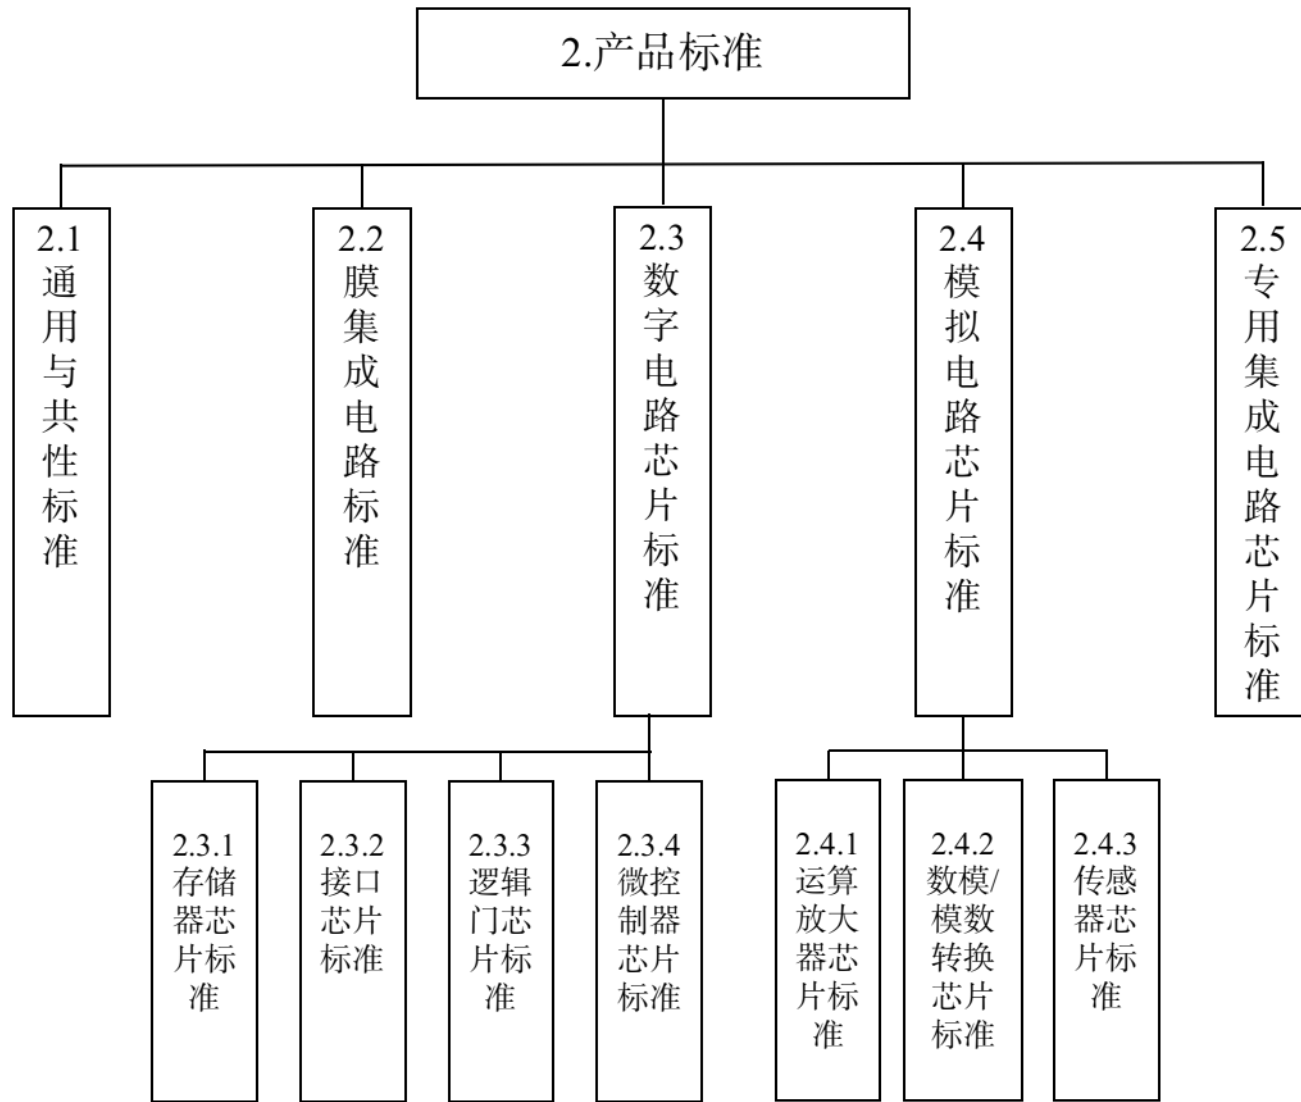 2.产品标准
2.1
通用与共性标准
2.2
膜集成电路标准
2.3
数字电路芯片标准
2.4
模拟电路芯片标准
2.5
专用集成电路芯片标准
2.3.1
存储
器芯
片标
准
2.3.2
接口
芯片
标准
2.3.3
逻辑
门芯
片标
准
2.3.4
微控
制器
芯片
标准
2.4.1
运算
放大
器芯
片标
准
2.4.2
数模/
模数
转换
芯片
标准
2.4.3
传感
器芯
片标
准